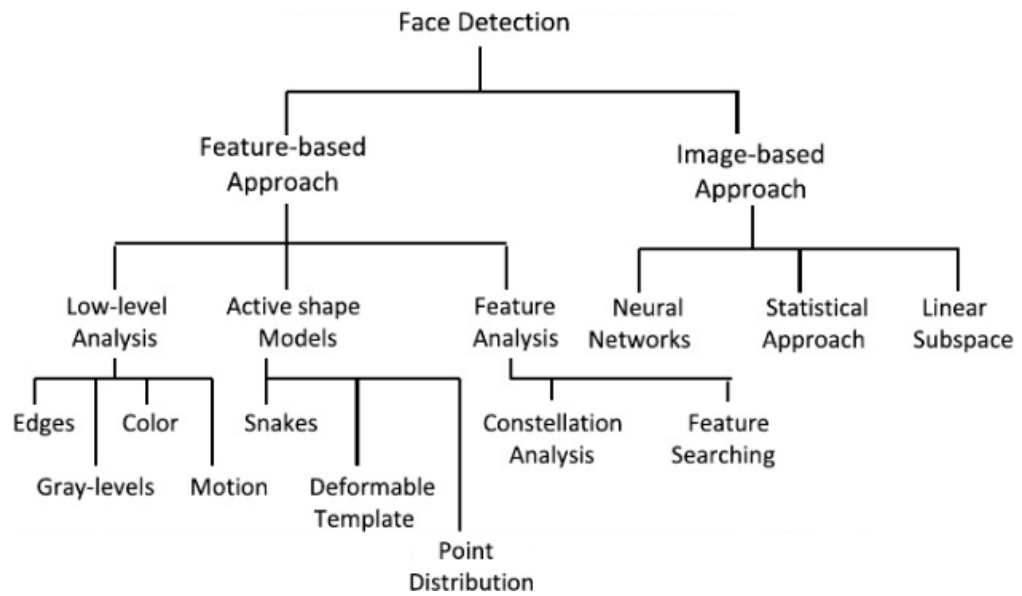 Face Detection
Feature-based
Approach
Image-based
Approach
Low-level
Analysis
Active shape
Models
Feature
Analysis
Neural
Networks
Statistical
Approach
Linear
Subspace
Edges
Color
Snakes
Constellation
Analysis
Feature
Searching
Gray-levels
Motion
Deformable
Template
Point
Distribution